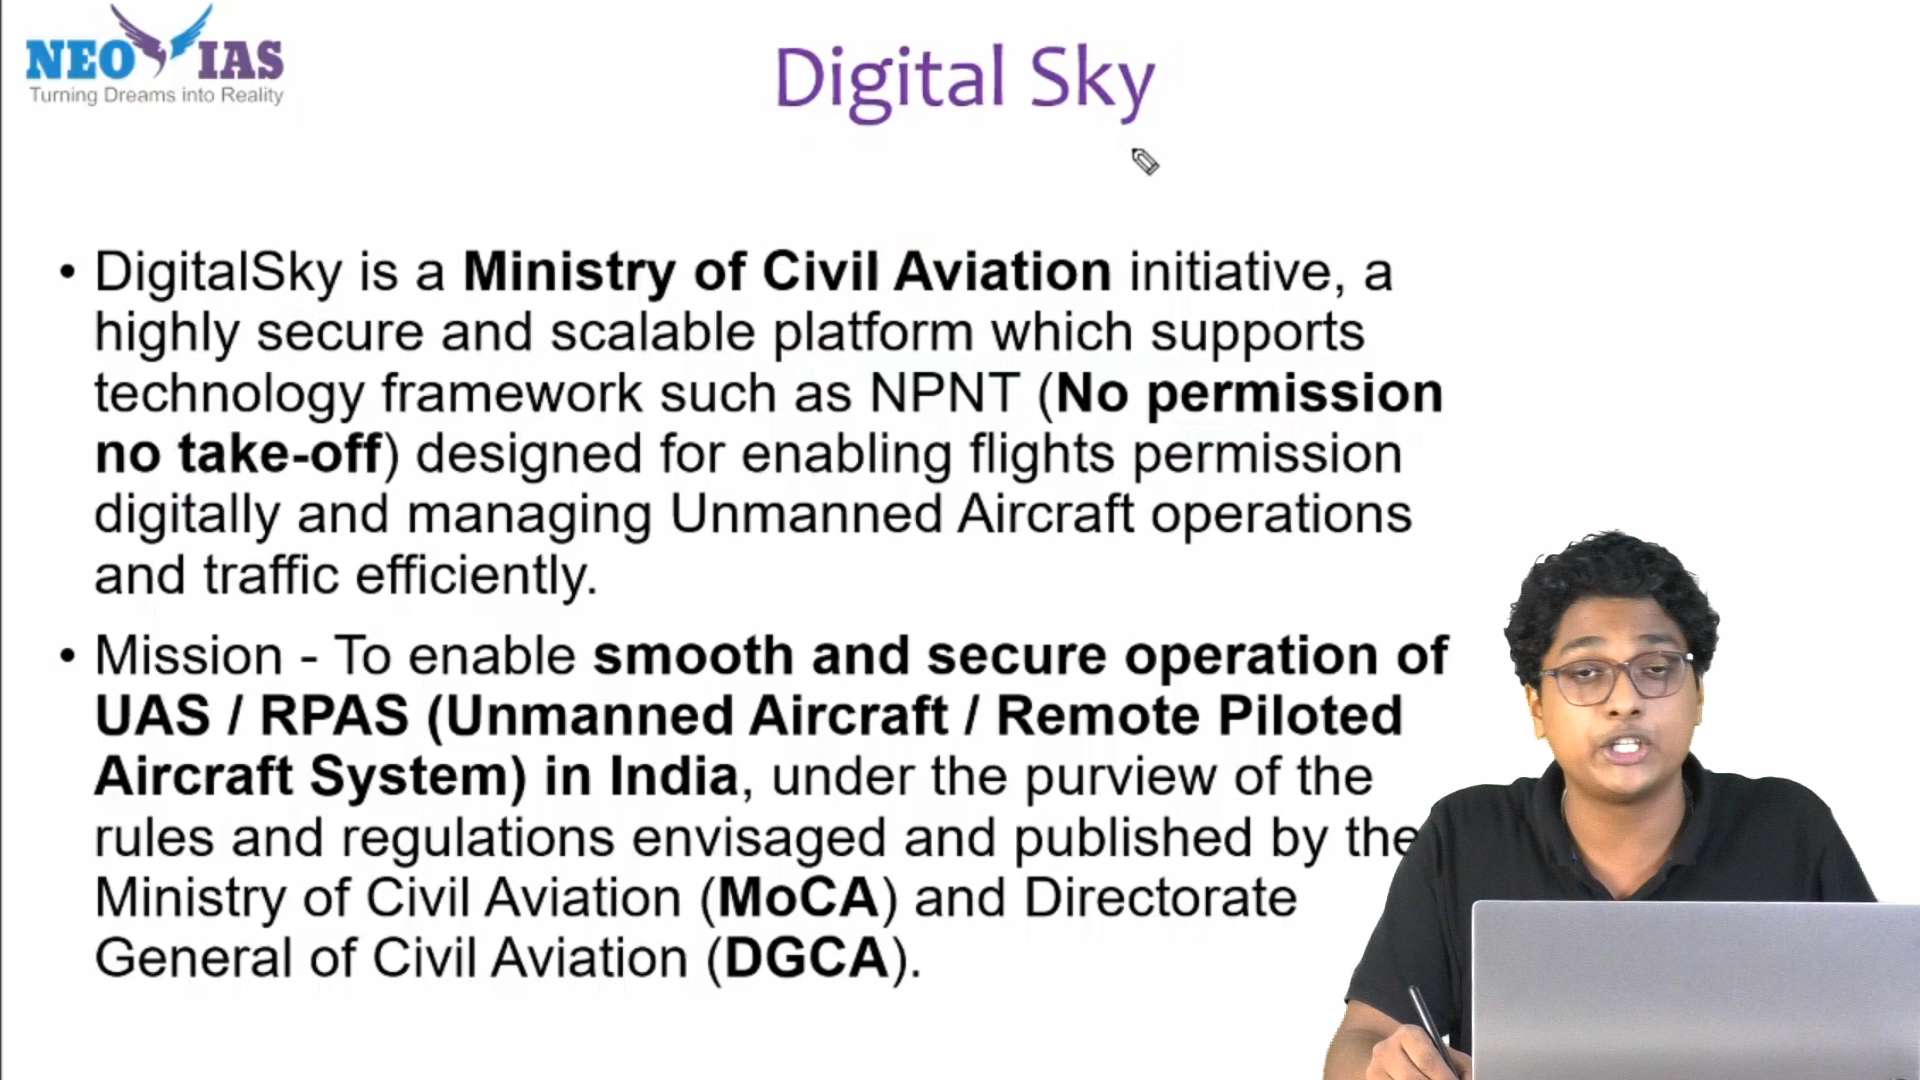 NEO IAS
Turning Dreams into Reality
Digital Sky
• DigitalSky is a Ministry of Civil Aviation initiative, a
highly secure and scalable platform which supports
technology framework such as NPNT (No permission
no take-off) designed for enabling flights permission
digitally and managing Unmanned Aircraft operations
and traffic efficiently.
• Mission - To enable smooth and secure operation of
UAS / RPAS (Unmanned Aircraft / Remote Piloted
Aircraft System) in India, under the purview of the
rules and regulations envisaged and published by the
Ministry of Civil Aviation (MoCA) and Directorate
General of Civil Aviation (DGCA).